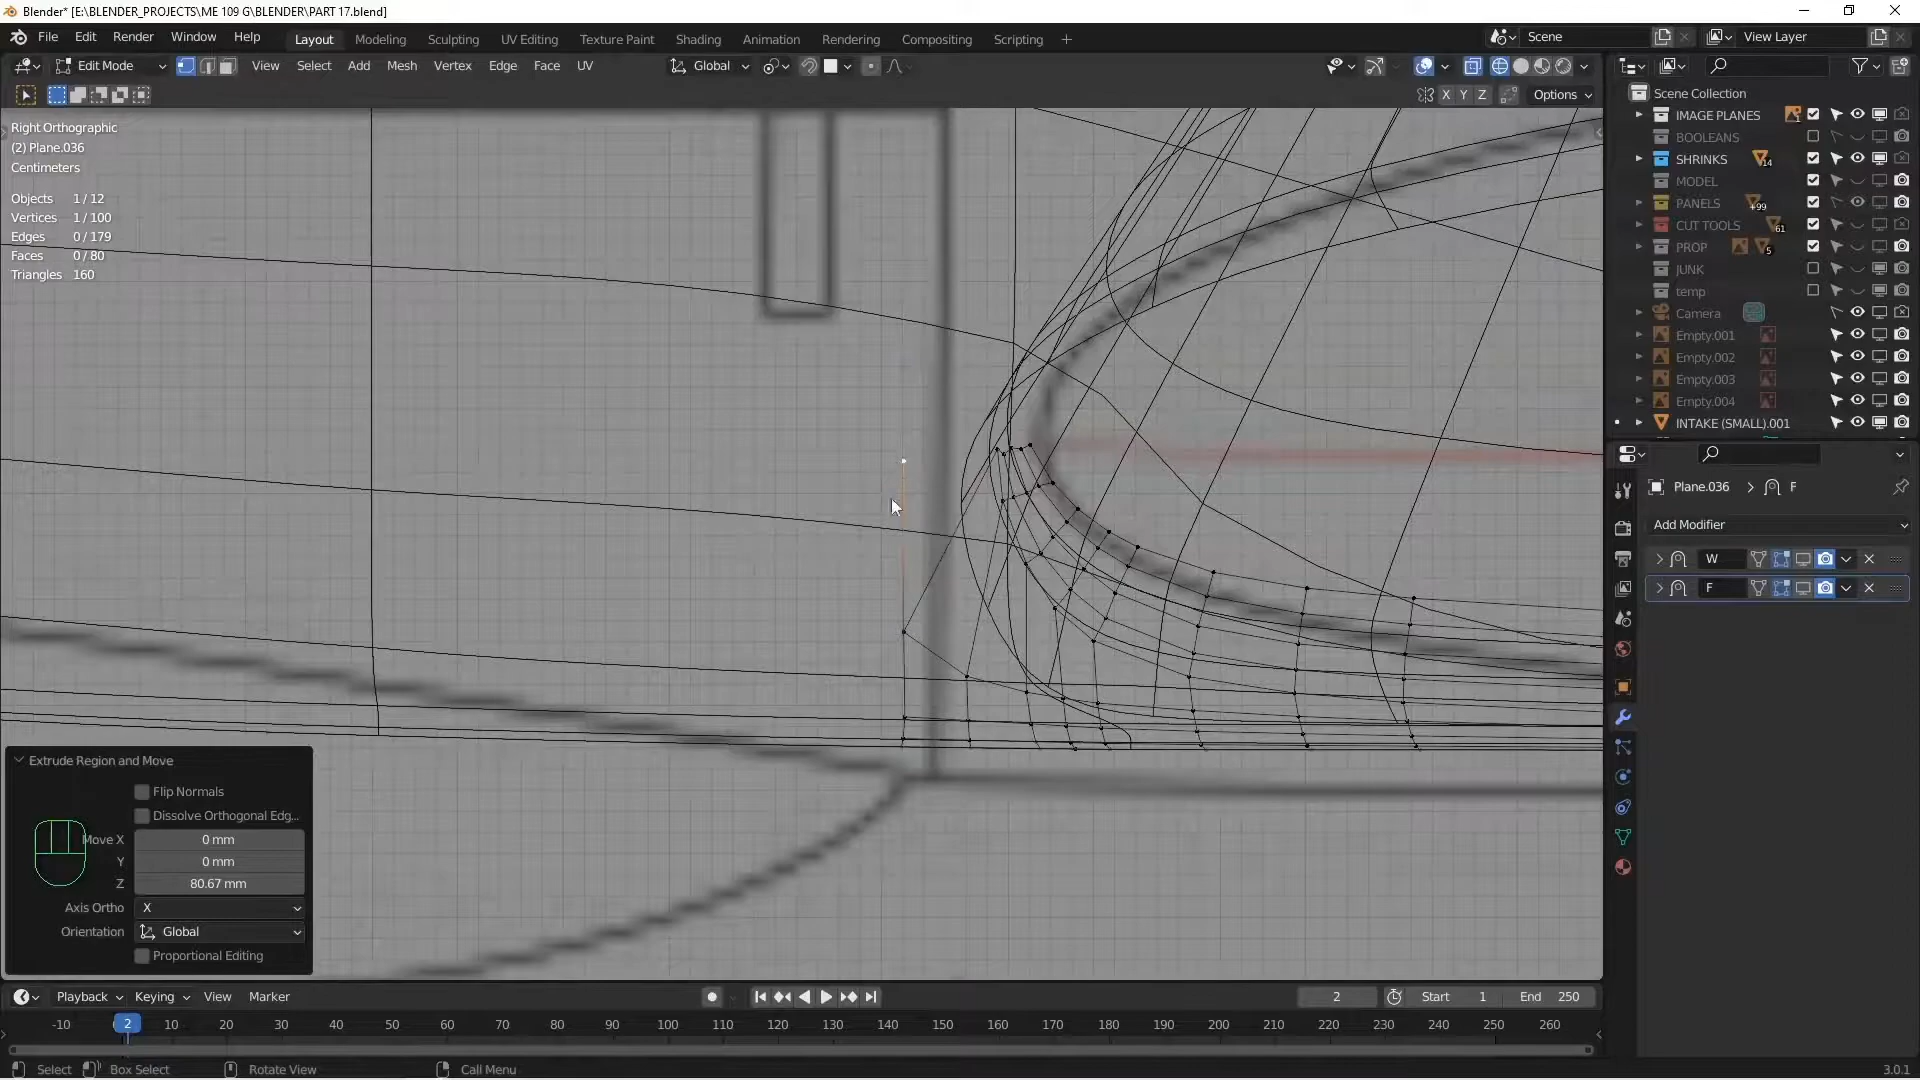 Blender* [E:\BLENDER_PROJECTS\ME 109 G\BLENDER\PART 17.blend]
File Edit Render Window Help Layout Modeling Sculpting UV Editing Texture Paint Shading Animation Rendering Compositing Scripting + Scene View Layer
Edit Mode View Select Add Mesh Vertex Edge Face UV Global
X Y Z Options
Right Orthographic
(2) Plane.036
Centimeters
Objects 1 / 12
Vertices 1 / 100
Edges 0 / 179
Faces 0 / 80
Triangles 160
Scene Collection
IMAGE PLANES 1
BOOLEANS
SHRINKS 14
MODEL
PANELS +99
CUT TOOLS 61
PROP 5
JUNK
temp
Camera
Empty.001
Empty.002
Empty.003
Empty.004
INTAKE (SMALL).001
Plane.036 > F
Add Modifier
W
F
Extrude Region and Move
Flip Normals
Dissolve Orthogonal Edg...
Move X 0 mm
Y 0 mm
Z 80.67 mm
Axis Ortho X
Orientation Global
Proportional Editing
Playback Keying View Marker 2 Start 1 End 250
-10 2 10 20 30 40 50 60 70 80 90 100 110 120 130 140 150 160 170 180 190 200 210 220 230 240 250 260
Select Box Select Rotate View Call Menu 3.0.1